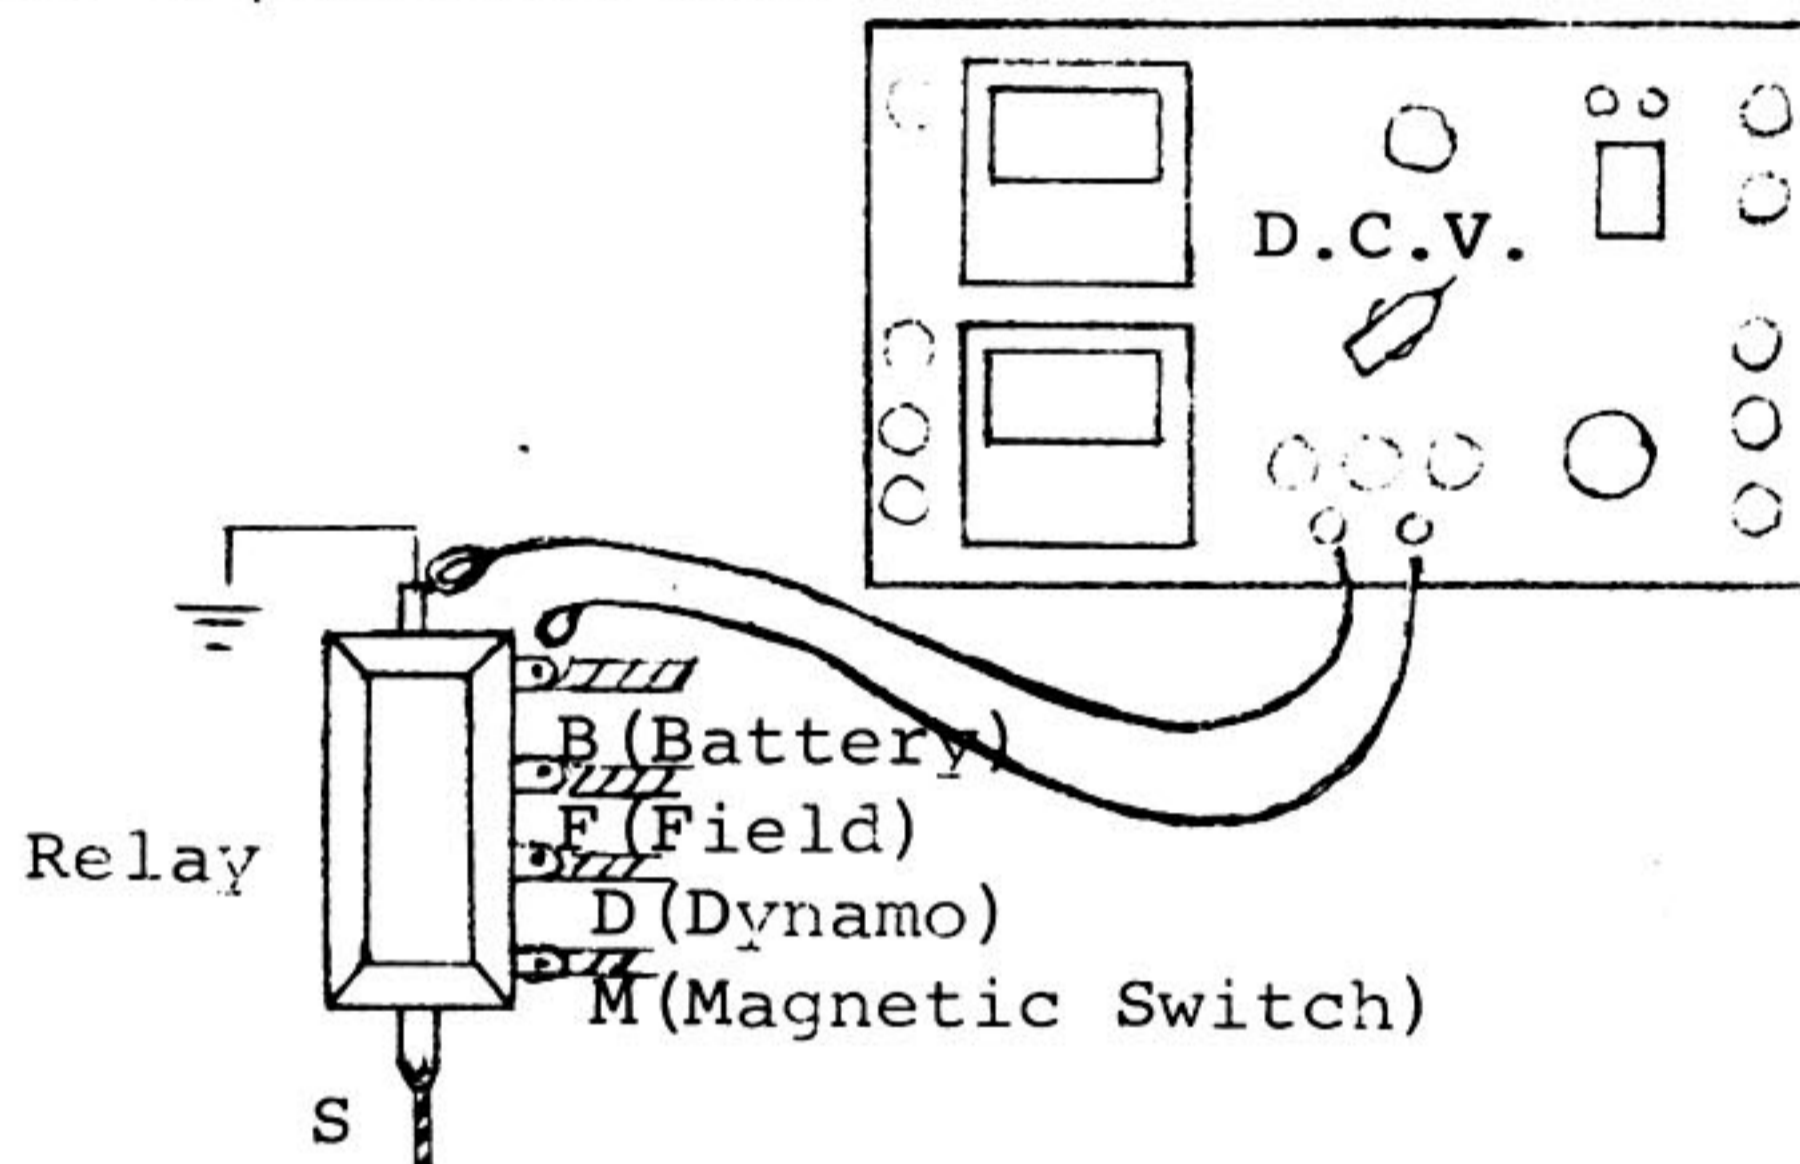 D.C.V.
B(Battery)
F(Field)
Relay
D(Dynamo)
M(Magnetic Switch)
S